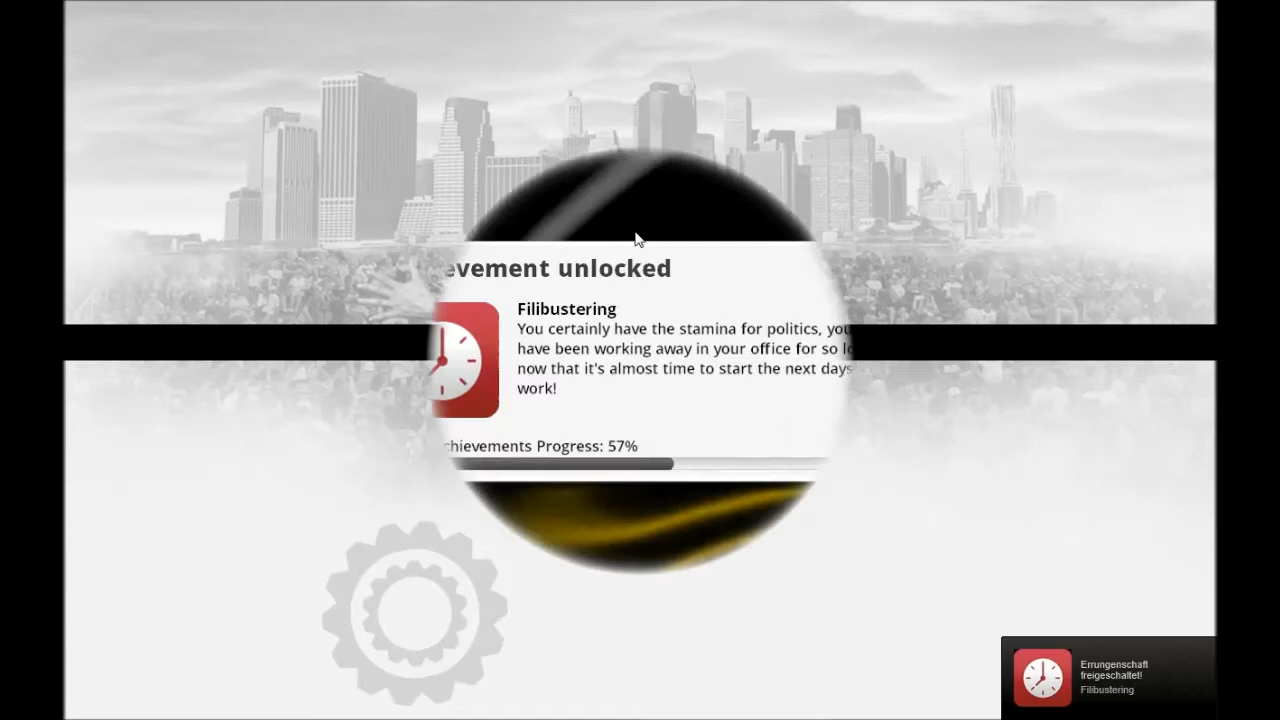 evement unlocked
Filibustering
You certainly have the stamina for politics, you
have been working away in your office for so lo
now that it's almost time to start the next days
work!
chievements Progress: 57%
Errungenschaft
freigeschaltet!
Filibustering